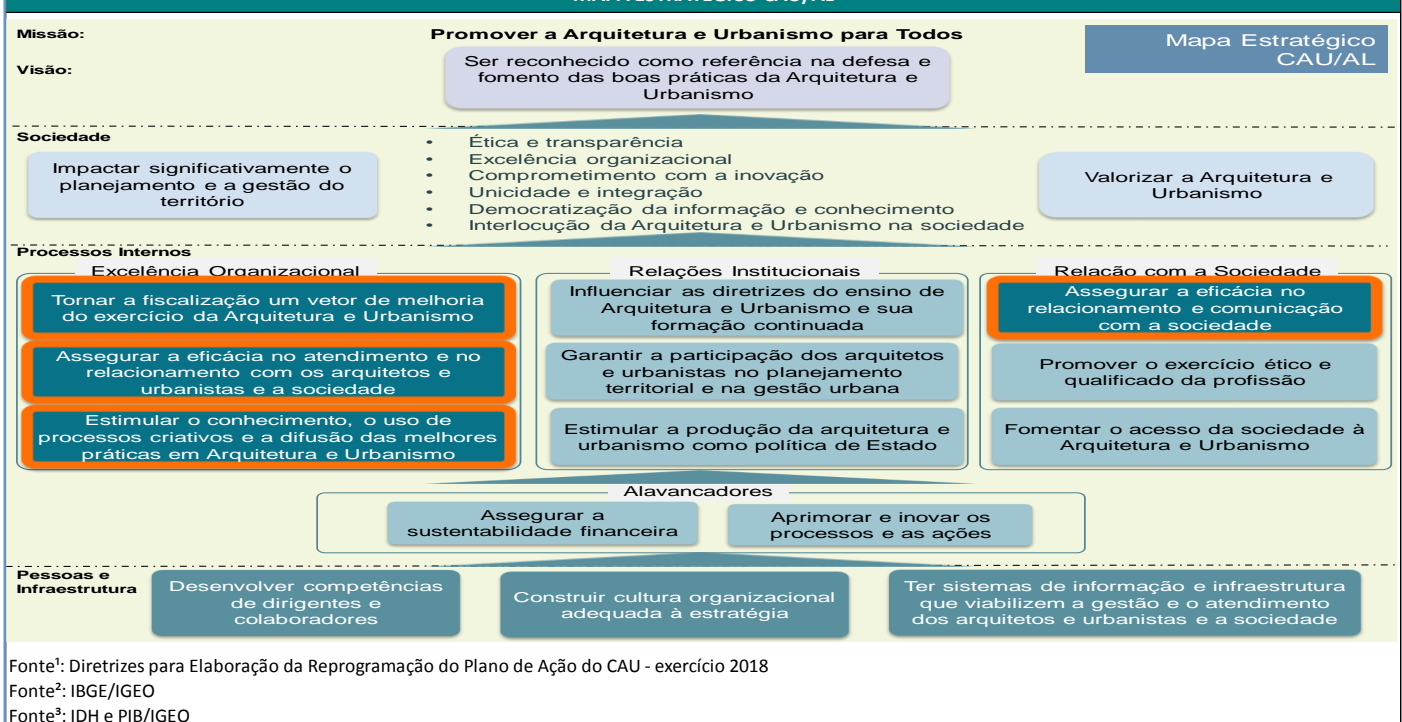 MAPA ESTRATÉGICO CAU/AL
Missão:
Promover a Arquitetura e Urbanismo para Todos
Mapa Estratégico
CAU/AL
Visão:
Ser reconhecido como referência na defesa e
fomento das boas práticas da Arquitetura e
Urbanismo
Sociedade
Impactar significativamente o
planejamento e a gestão do
território
• Ética e transparência
• Excelência organizacional
• Comprometimento com a inovação
• Unicidade e integração
• Democratização da informação e conhecimento
• Interlocução da Arquitetura e Urbanismo na sociedade
Valorizar a Arquitetura e
Urbanismo
Processos Internos
Excelência Organizacional
Tornar a fiscalização um vetor de melhoria
do exercício da Arquitetura e Urbanismo
Assegurar a eficácia no atendimento e no
relacionamento com os arquitetos e
urbanistas e a sociedade
Estimular o conhecimento, o uso de
processos criativos e a difusão das melhores
práticas em Arquitetura e Urbanismo
Relações Institucionais
Influenciar as diretrizes do ensino de
Arquitetura e Urbanismo e sua
formação continuada
Garantir a participação dos arquitetos
e urbanistas no planejamento
territorial e na gestão urbana
Estimular a produção da arquitetura e
urbanismo como política de Estado
Relação com a Sociedade
Assegurar a eficácia no
relacionamento e comunicação
com a sociedade
Promover o exercício ético e
qualificado da profissão
Fomentar o acesso da sociedade à
Arquitetura e Urbanismo
Alavancadores
Assegurar a
sustentabilidade financeira
Aprimorar e inovar os
processos e as ações
Pessoas e
Infraestrutura
Desenvolver competências
de dirigentes e
colaboradores
Construir cultura organizacional
adequada à estratégia
Ter sistemas de informação e infraestrutura
que viabilizem a gestão e o atendimento
dos arquitetos e urbanistas e a sociedade
Fonte¹: Diretrizes para Elaboração da Reprogramação do Plano de Ação do CAU - exercício 2018
Fonte²: IBGE/IGEO
Fonte³: IDH e PIB/IGEO